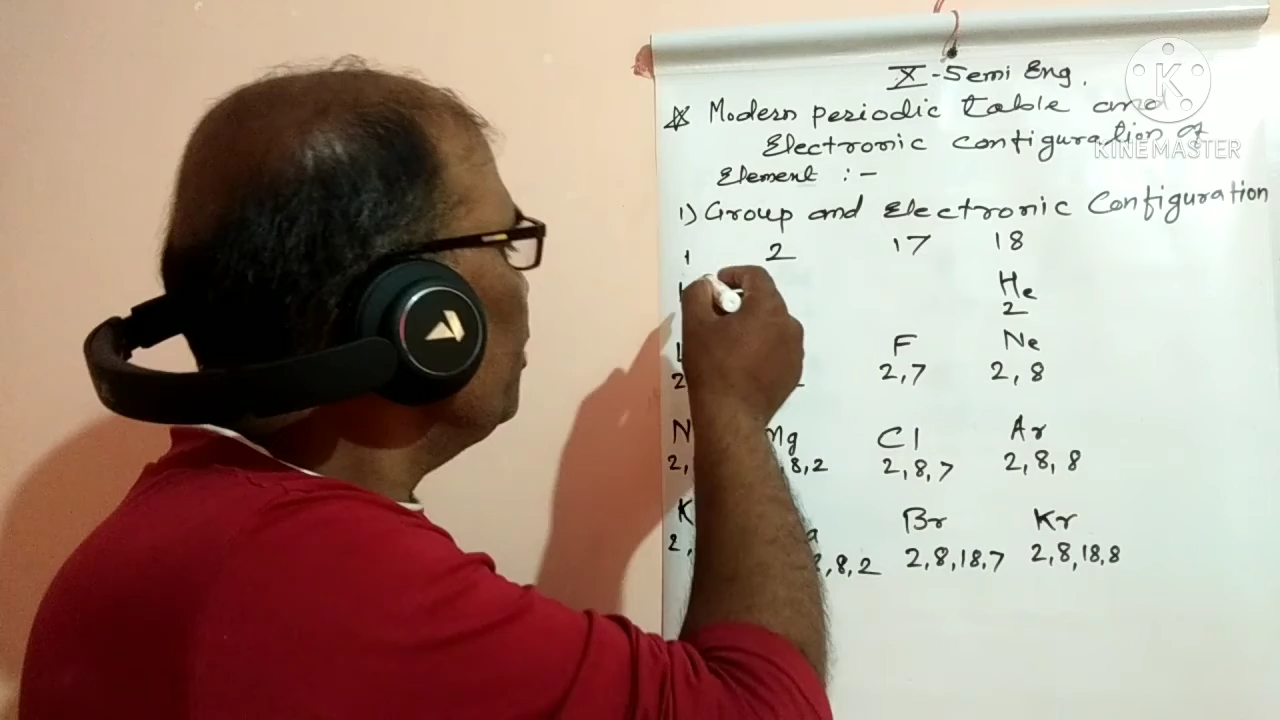 X-Semi Eng.
☆ Modern periodic table and
Electronic configuration of
Element :-
1) Group and Electronic Configuration
1 2 17 18
He
2
F Ne
2,7 2,8
N Mg Cl Ar
2, 8,2 2,8,7 2,8,8
K a Br Kr
2, 8,2 2,8,18,7 2,8,18,8
K
KINEMASTER